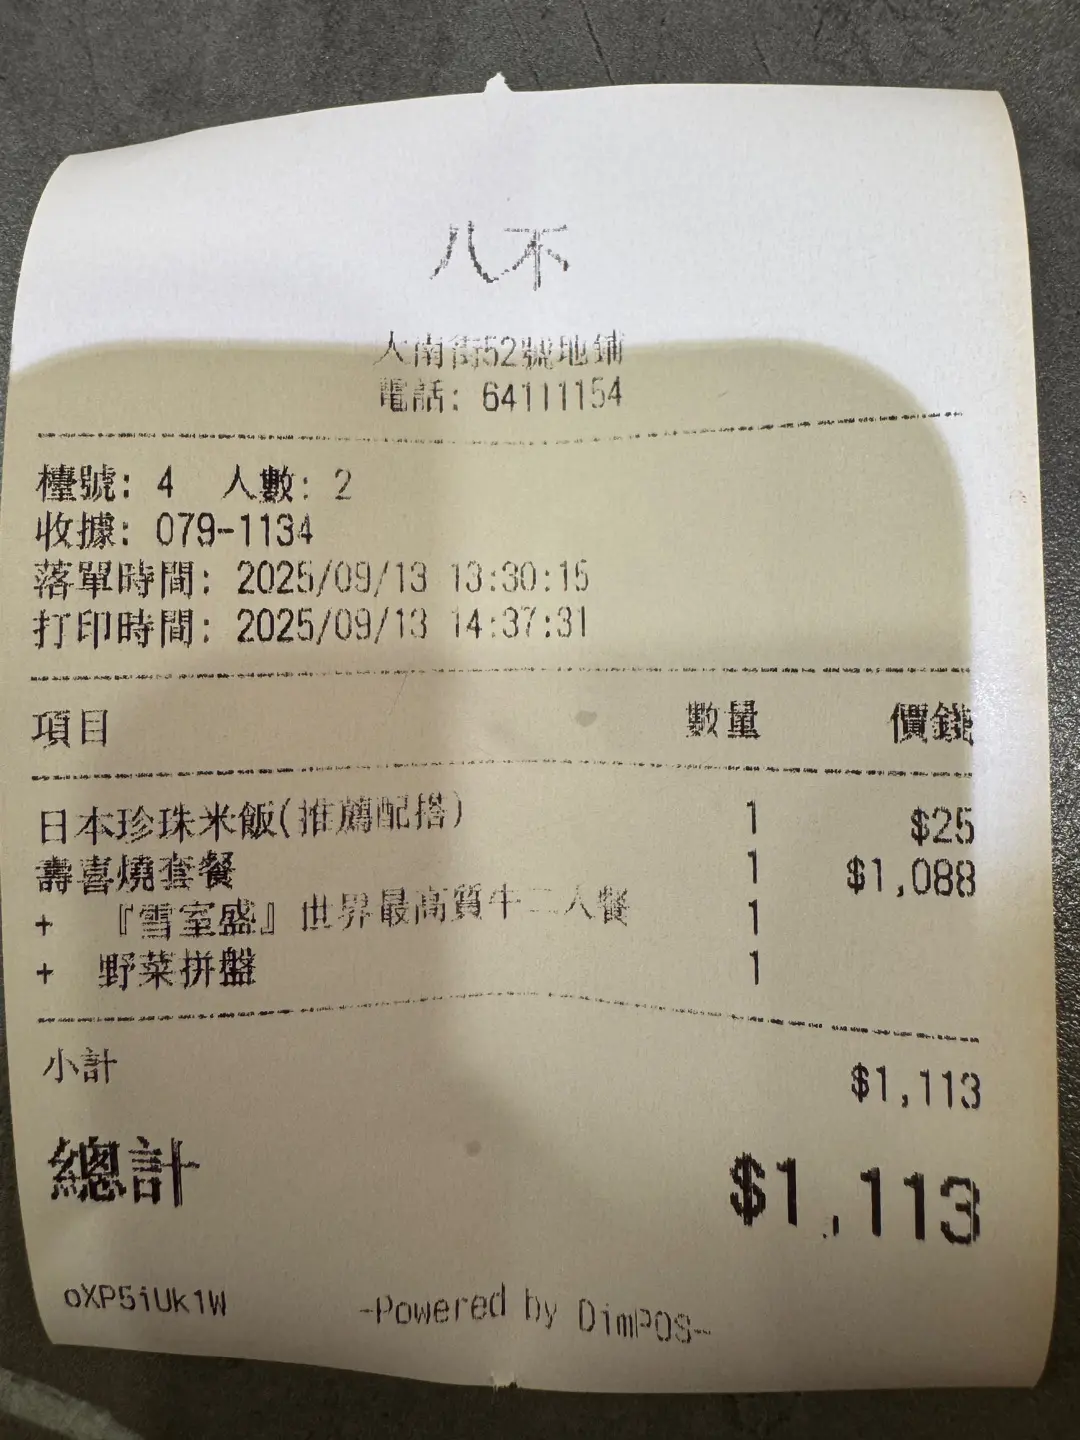 八不
大南街52號地鋪
電話: 64111154
檯號: 4 人數: 2
收據: 079-1134
落單時間: 2025/09/13 13:30:15
打印時間: 2025/09/13 14:37:31
項目 數量 價錢
日本珍珠米飯(推薦配搭) 1 $25
壽喜燒套餐 1 $1,088
+ 『雪室盛』世界最高質牛二人餐 1
+ 野菜拼盤 1
小計 $1,113
總計 $1,113
oXP5iUk1W -Powered by DimPOS-